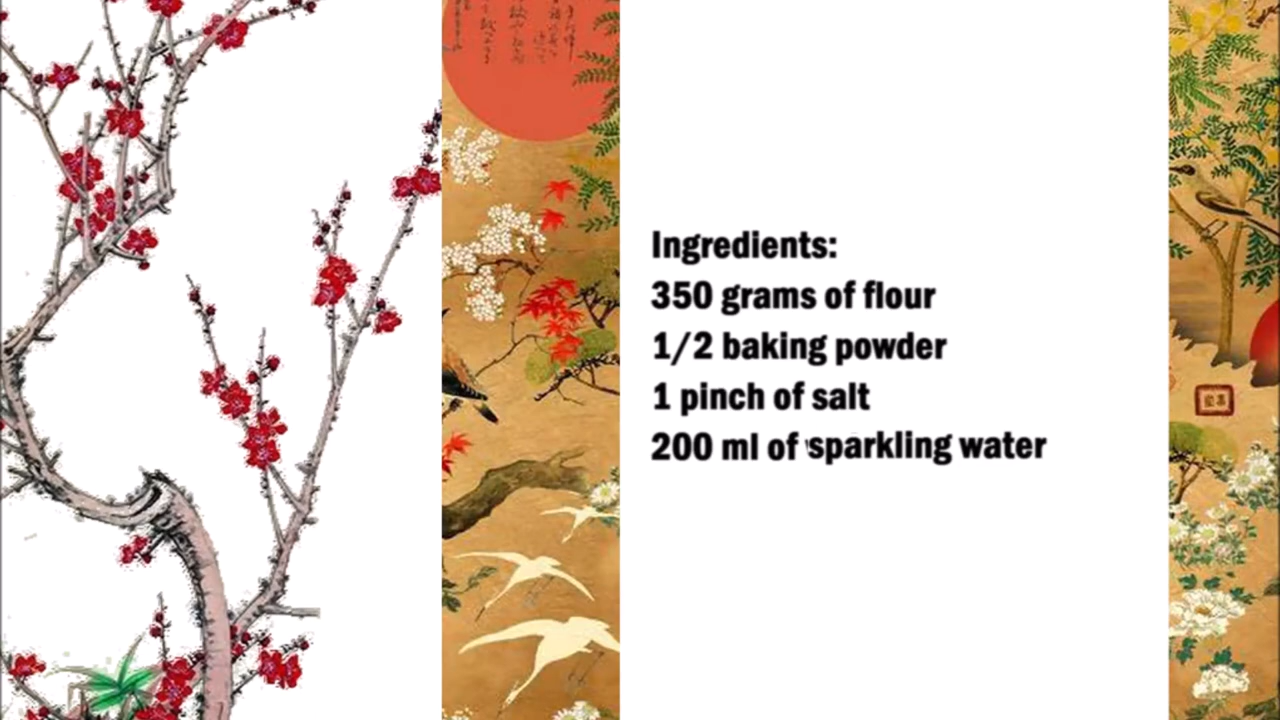 Ingredients:
350 grams of flour
1/2 baking powder
1 pinch of salt
200 ml of sparkling water